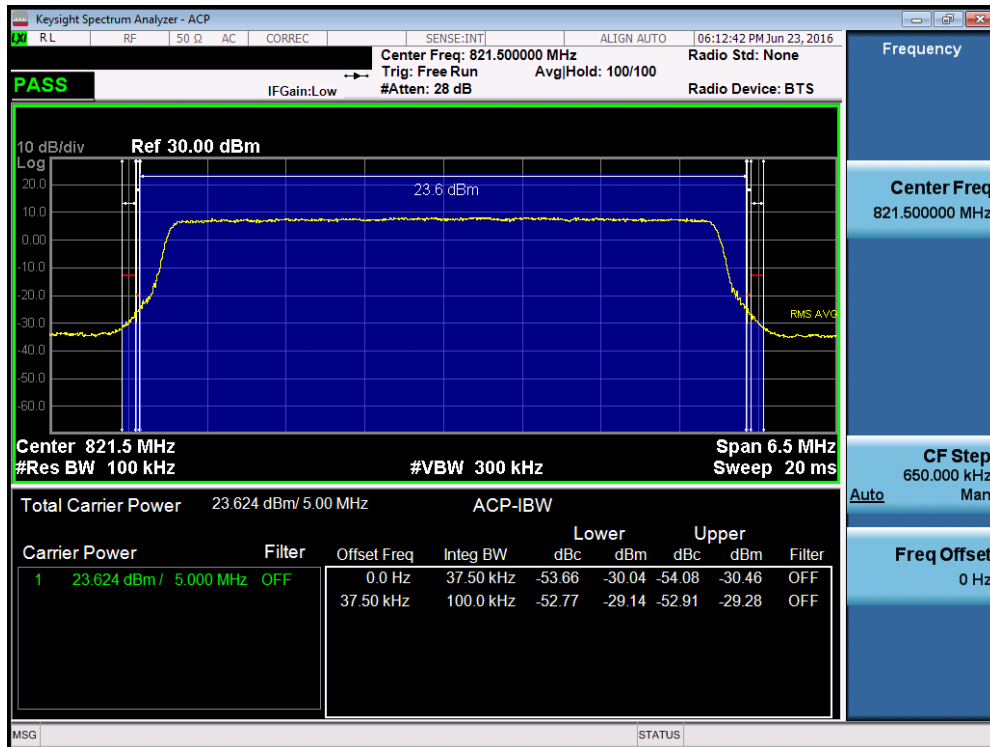 Keysight Spectrum Analyzer - ACP
LXI RL RF 50 Ω AC CORREC SENSE:INT ALIGN AUTO 06:12:42 PM Jun 23, 2016
Center Freq: 821.500000 MHz Radio Std: None
Trig: Free Run Avg|Hold: 100/100
PASS IFGain:Low #Atten: 28 dB Radio Device: BTS
10 dB/div Ref 30.00 dBm
Log
20.0
23.6 dBm
10.0
0.00
-10.0
-20.0
RMS AVG
-30.0
-40.0
-50.0
-60.0
Center 821.5 MHz Span 6.5 MHz
#Res BW 100 kHz #VBW 300 kHz Sweep 20 ms
Total Carrier Power 23.624 dBm/ 5.00 MHz ACP-IBW
Lower Upper
Carrier Power Filter Offset Freq Integ BW dBc dBm dBc dBm Filter
1 23.624 dBm / 5.000 MHz OFF 0.0 Hz 37.50 kHz -53.66 -30.04 -54.08 -30.46 OFF
37.50 kHz 100.0 kHz -52.77 -29.14 -52.91 -29.28 OFF
MSG STATUS
Frequency
Center Freq
821.500000 MHz
CF Step
650.000 kHz
Auto Man
Freq Offset
0 Hz